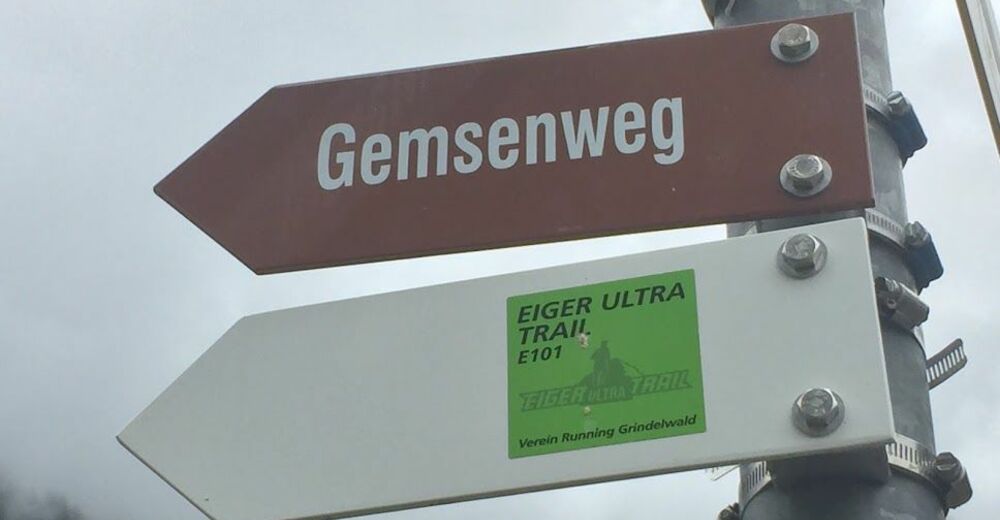 Gemsenweg
EIGER ULTRA
TRAIL
E101
EIGER ULTRA TRAIL
Verein Running Grindelwald